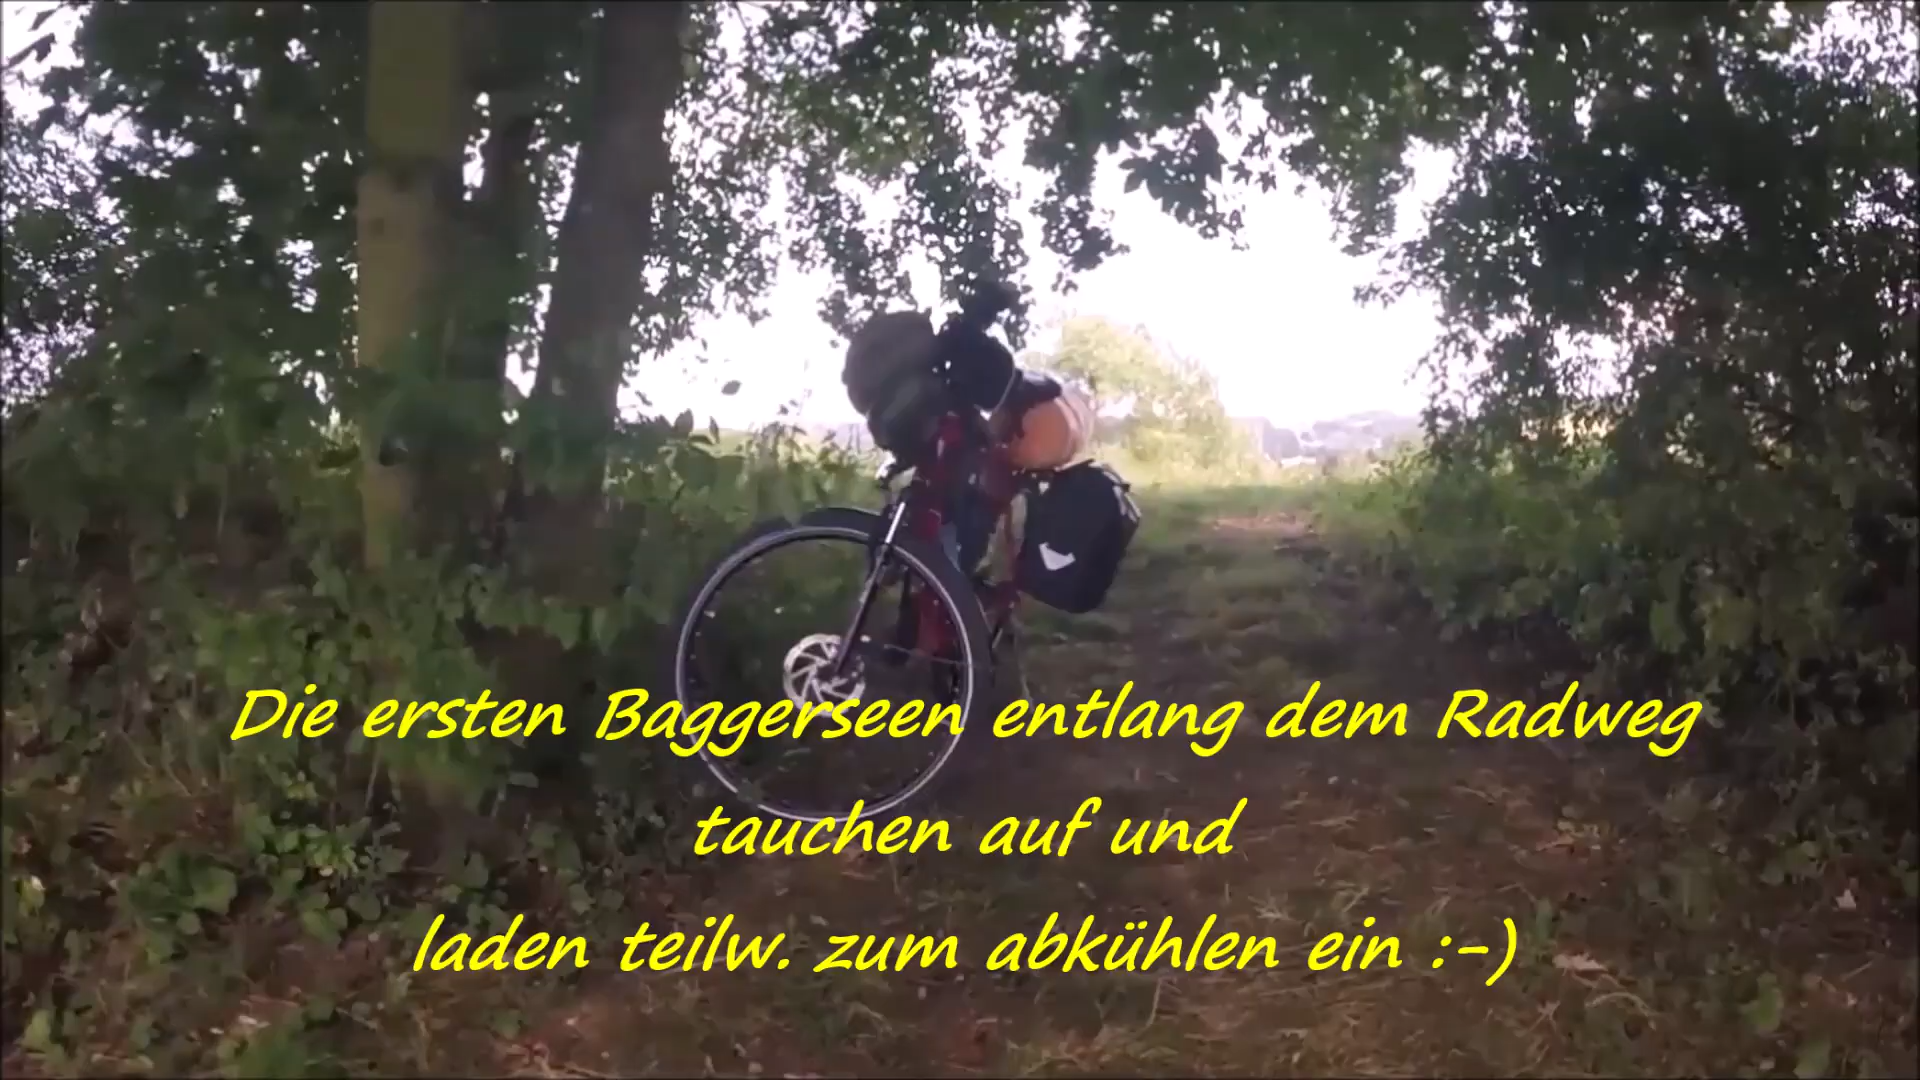 Die ersten Baggerseen entlang dem Radweg
tauchen auf und
laden teilw. zum abkühlen ein :-)